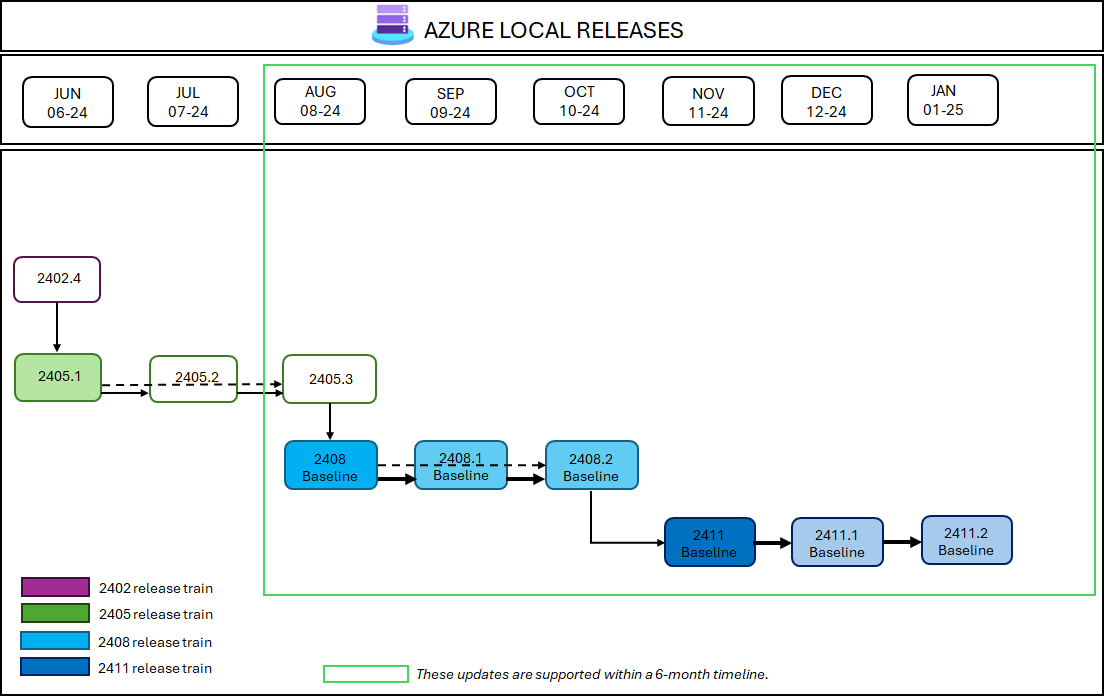 AZURE LOCAL RELEASES
JUN
06-24
JUL
07-24
AUG
08-24
SEP
09-24
OCT
10-24
NOV
11-24
DEC
12-24
JAN
01-25
2402.4
2405.1
2405.2
2405.3
2408
Baseline
2408.1
Baseline
2408.2
Baseline
2411
Baseline
2411.1
Baseline
2411.2
Baseline
2402 release train
2405 release train
2408 release train
2411 release train
These updates are supported within a 6-month timeline.